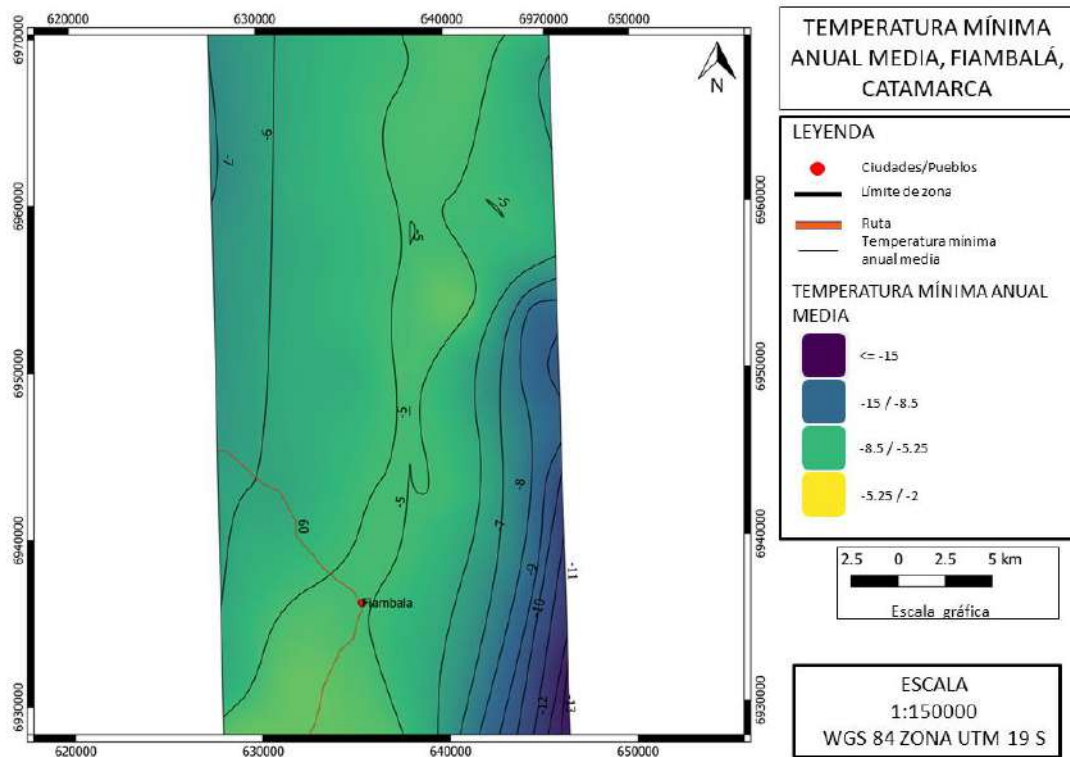 620000
630000
640000
6970000
650000
6970000
6960000
6950000
6940000
6930000
6960000
6950000
6940000
6930000
620000
630000
640000
650000
N
-7
-6
-5
-5
-5
-5
60
Fiambala
-8
-7
-9
-10
-11
-12
-13
TEMPERATURA MÍNIMA
ANUAL MEDIA, FIAMBALÁ,
CATAMARCA
LEYENDA
Ciudades/Pueblos
Límite de zona
Ruta
Temperatura mínima
anual media
TEMPERATURA MÍNIMA ANUAL
MEDIA
<= -15
-15 / -8.5
-8.5 / -5.25
-5.25 / -2
2.5 0 2.5 5 km
Escala gráfica
ESCALA
1:150000
WGS 84 ZONA UTM 19 S